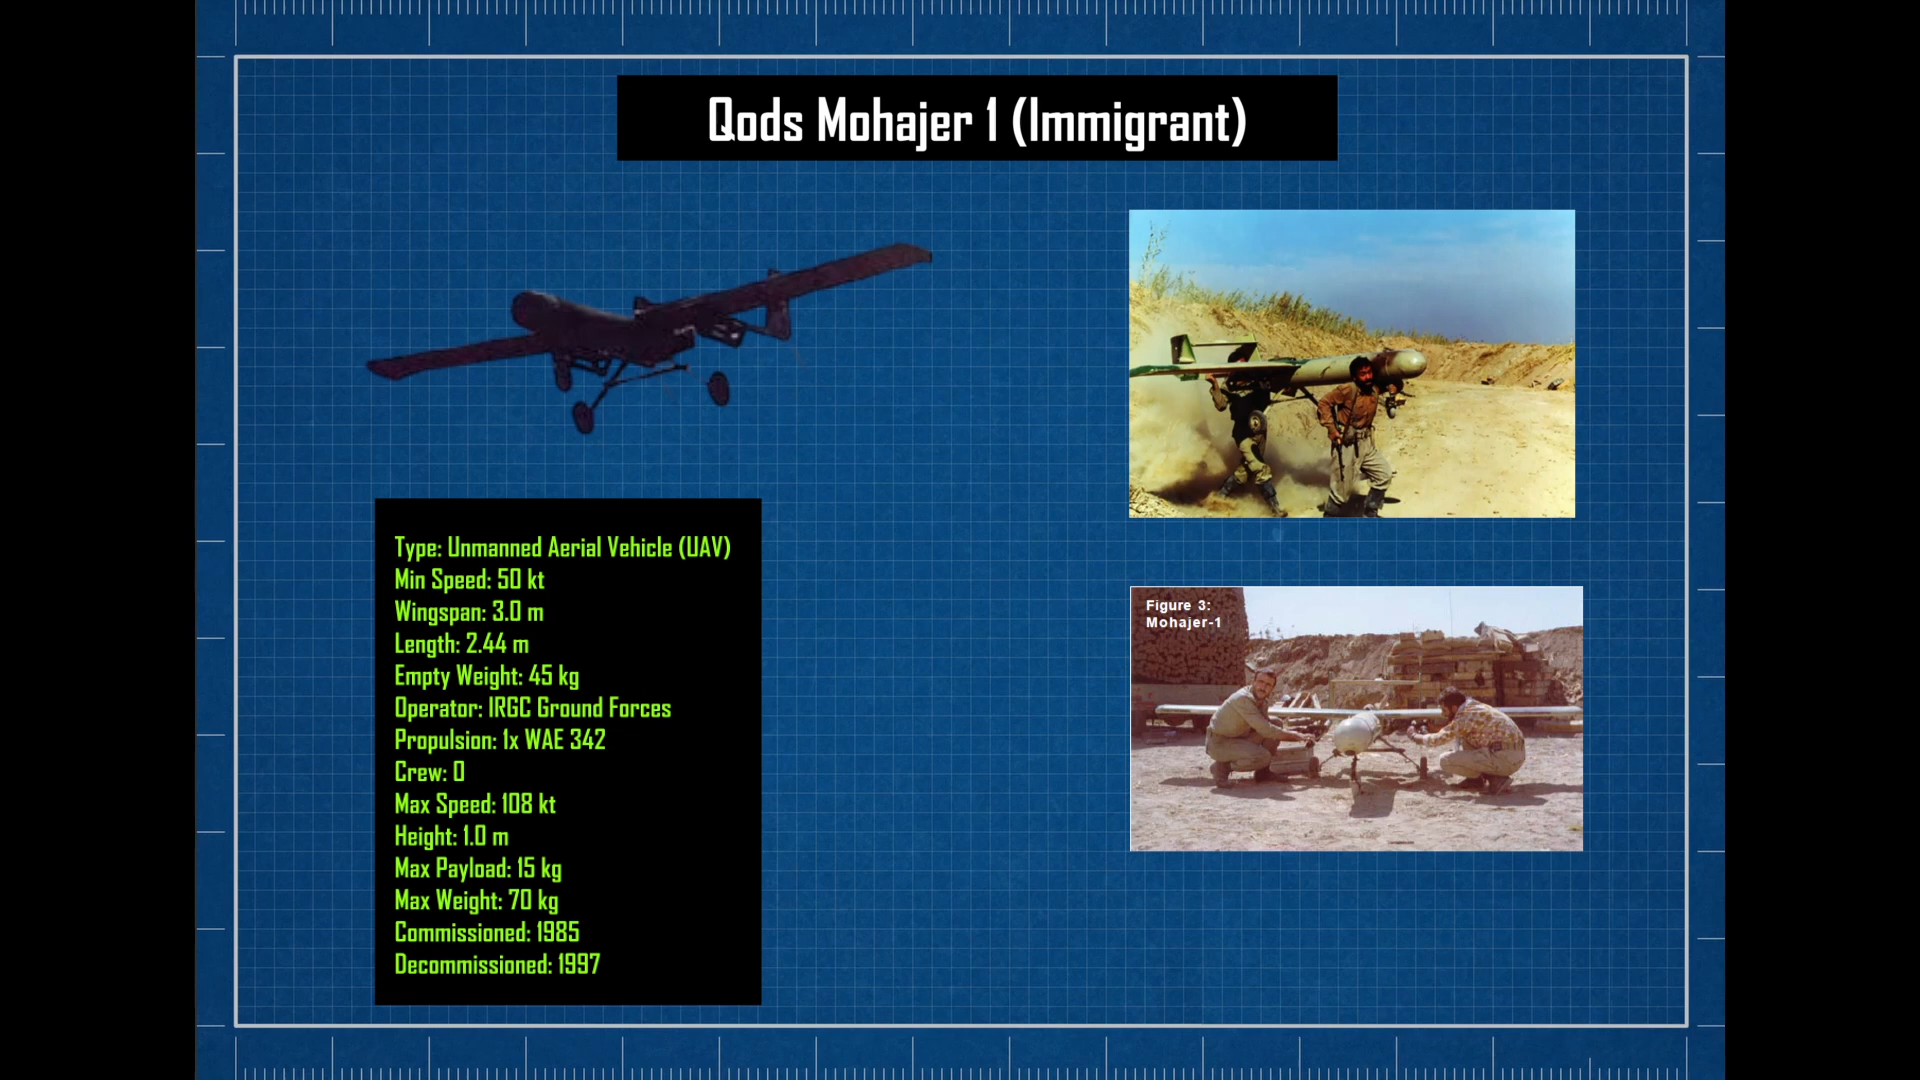 Qods Mohajer 1 (Immigrant)
Type: Unmanned Aerial Vehicle (UAV)
Min Speed: 50 kt
Wingspan: 3.0 m
Length: 2.44 m
Empty Weight: 45 kg
Operator: IRGC Ground Forces
Propulsion: 1x WAE 342
Crew: 0
Max Speed: 108 kt
Height: 1.0 m
Max Payload: 15 kg
Max Weight: 70 kg
Commissioned: 1985
Decommissioned: 1997
Figure 3:
Mohajer-1